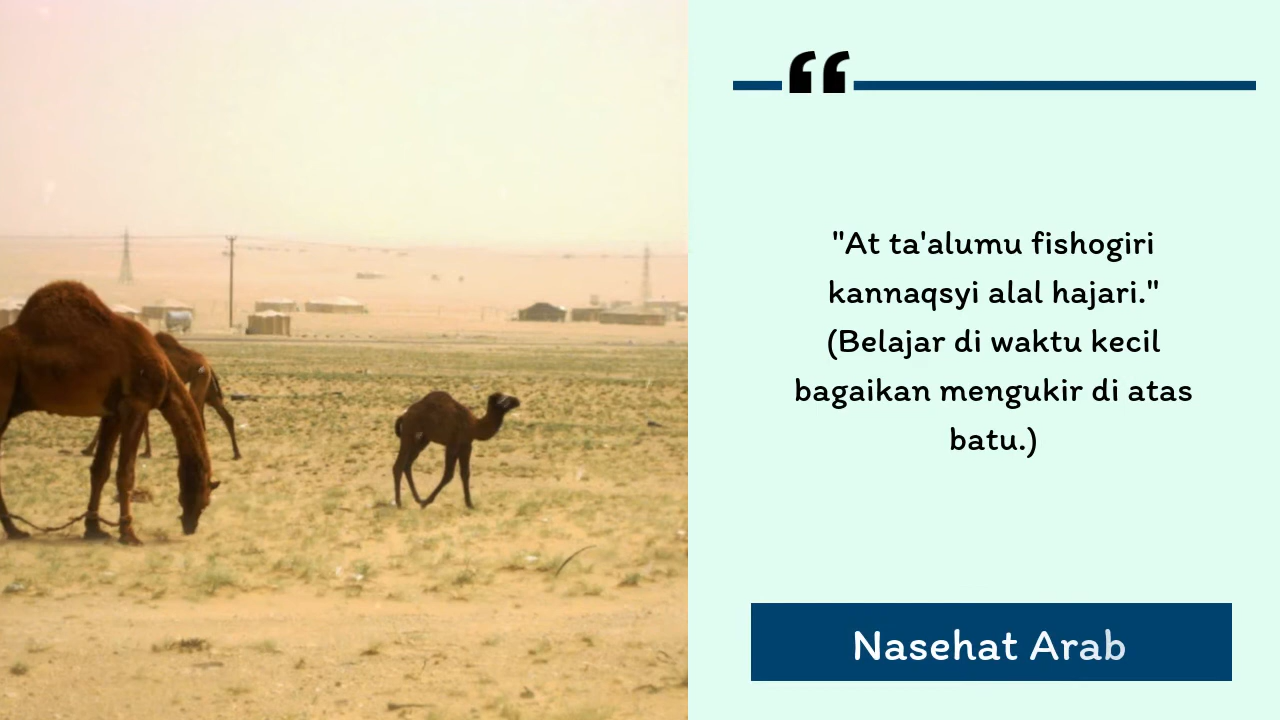 "At ta'alumu fishogiri
kannaqsyi alal hajari."
(Belajar di waktu kecil
bagaikan mengukir di atas
batu.)
Nasehat Arab